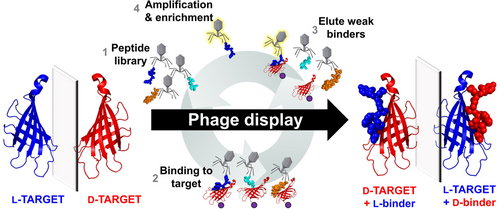 4 Amplification
& enrichment
1 Peptide
library
3 Elute weak
binders
Phage display
2 Binding to
target
L-TARGET
D-TARGET
D-TARGET
+ L-binder
L-TARGET
+ D-binder